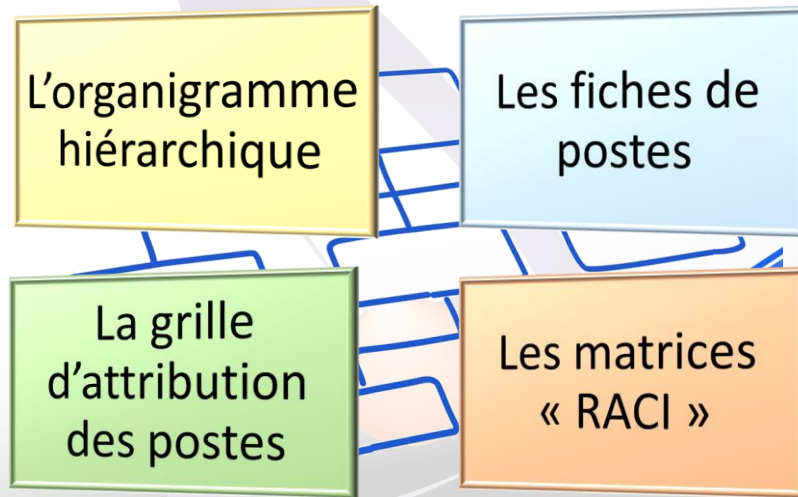 L’organigramme
hiérarchique
Les fiches de
postes
La grille
d’attribution
des postes
Les matrices
« RACI »